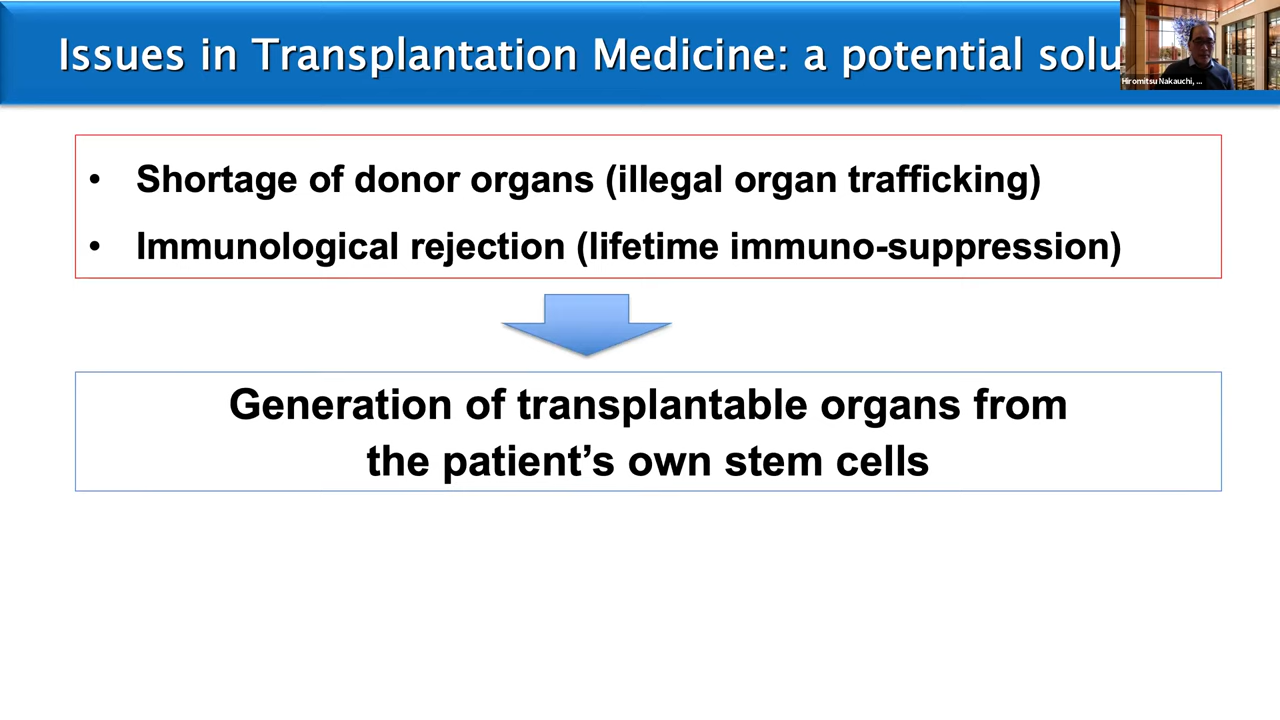 Issues in Transplantation Medicine: a potential solu
Hiromitsu Nakauchi, ...
• Shortage of donor organs (illegal organ trafficking)
• Immunological rejection (lifetime immuno-suppression)
Generation of transplantable organs from
the patient’s own stem cells